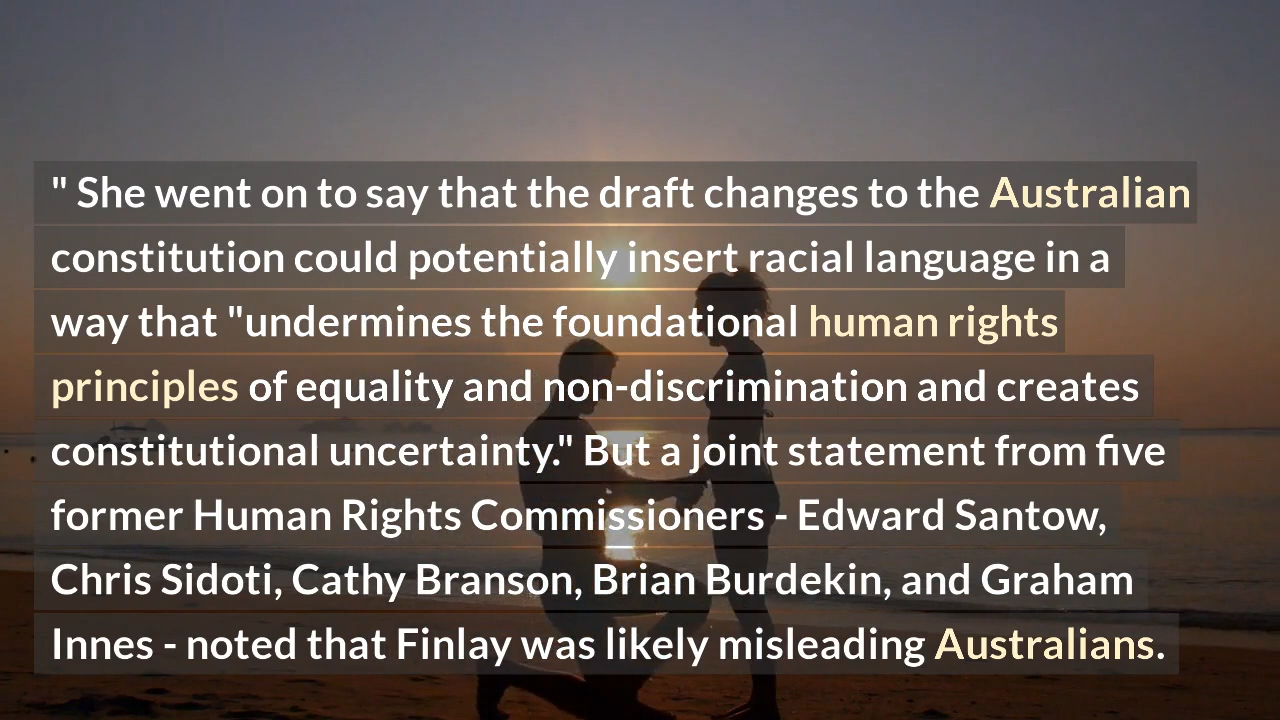 " She went on to say that the draft changes to the Australian
constitution could potentially insert racial language in a
way that "undermines the foundational human rights
principles of equality and non-discrimination and creates
constitutional uncertainty." But a joint statement from five
former Human Rights Commissioners - Edward Santow,
Chris Sidoti, Cathy Branson, Brian Burdekin, and Graham
Innes - noted that Finlay was likely misleading Australians.